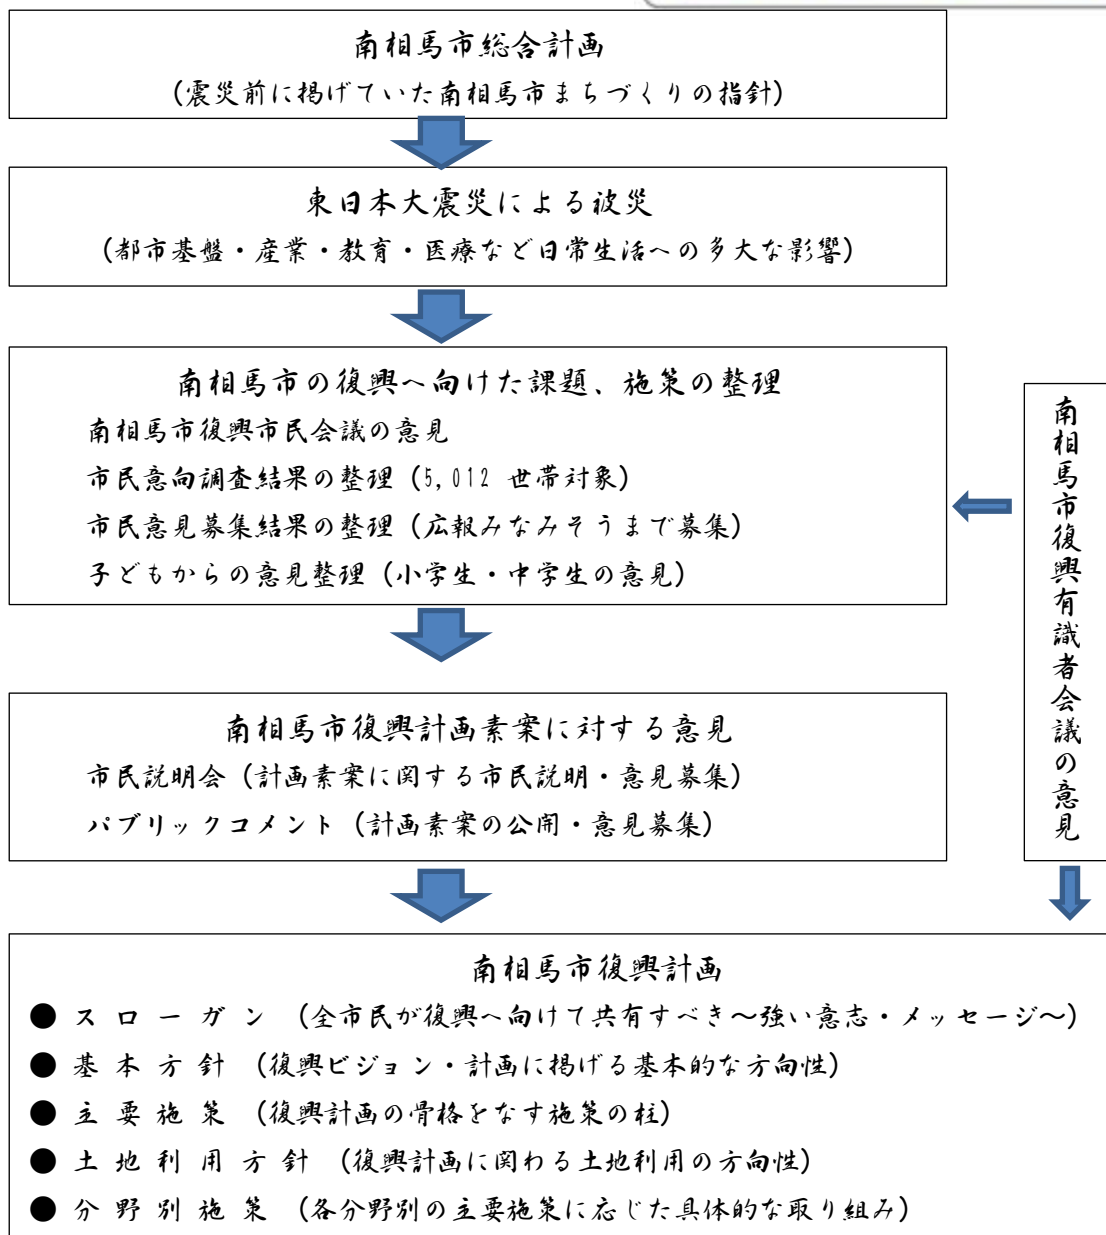 南相馬市総合計画
(震災前に掲げていた南相馬市まちづくりの指針)
東日本大震災による被災
(都市基盤・産業・教育・医療など日常生活への多大な影響)
南相馬市の復興へ向けた課題、施策の整理
南相馬市復興市民会議の意見
市民意向調査結果の整理 (5,012 世帯対象)
市民意見募集結果の整理 (広報みなみそうまで募集)
子どもからの意見整理 (小学生・中学生の意見)
南相馬市復興有識者会議の意見
南相馬市復興計画素案に対する意見
市民説明会 (計画素案に関する市民説明・意見募集)
パブリックコメント (計画素案の公開・意見募集)
南相馬市復興計画
● スローガン (全市民が復興へ向けて共有すべき～強い意志・メッセージ～)
● 基本方針 (復興ビジョン・計画に掲げる基本的な方向性)
● 主要施策 (復興計画の骨格をなす施策の柱)
● 土地利用方針 (復興計画に関わる土地利用の方向性)
● 分野別施策 (各分野別の主要施策に応じた具体的な取り組み)